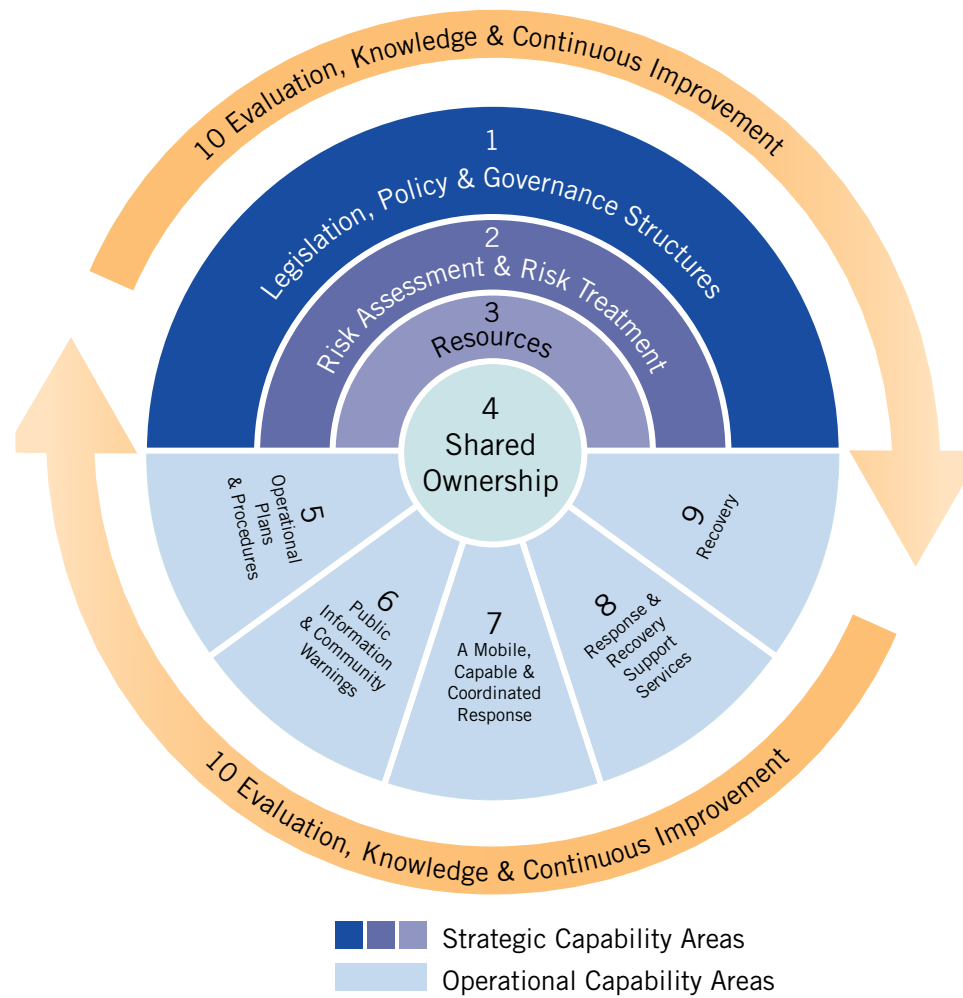 10 Evaluation, Knowledge & Continuous Improvement
1
Legislation, Policy & Governance Structures
2
Risk Assessment & Risk Treatment
3
Resources
4
Shared
Ownership
5
Operational
Plans
& Procedures
6
Public
Information
& Community
Warnings
7
A Mobile,
Capable &
Coordinated
Response
8
Response &
Recovery
Support
Services
9
Recovery
10 Evaluation, Knowledge & Continuous Improvement
Strategic Capability Areas
Operational Capability Areas